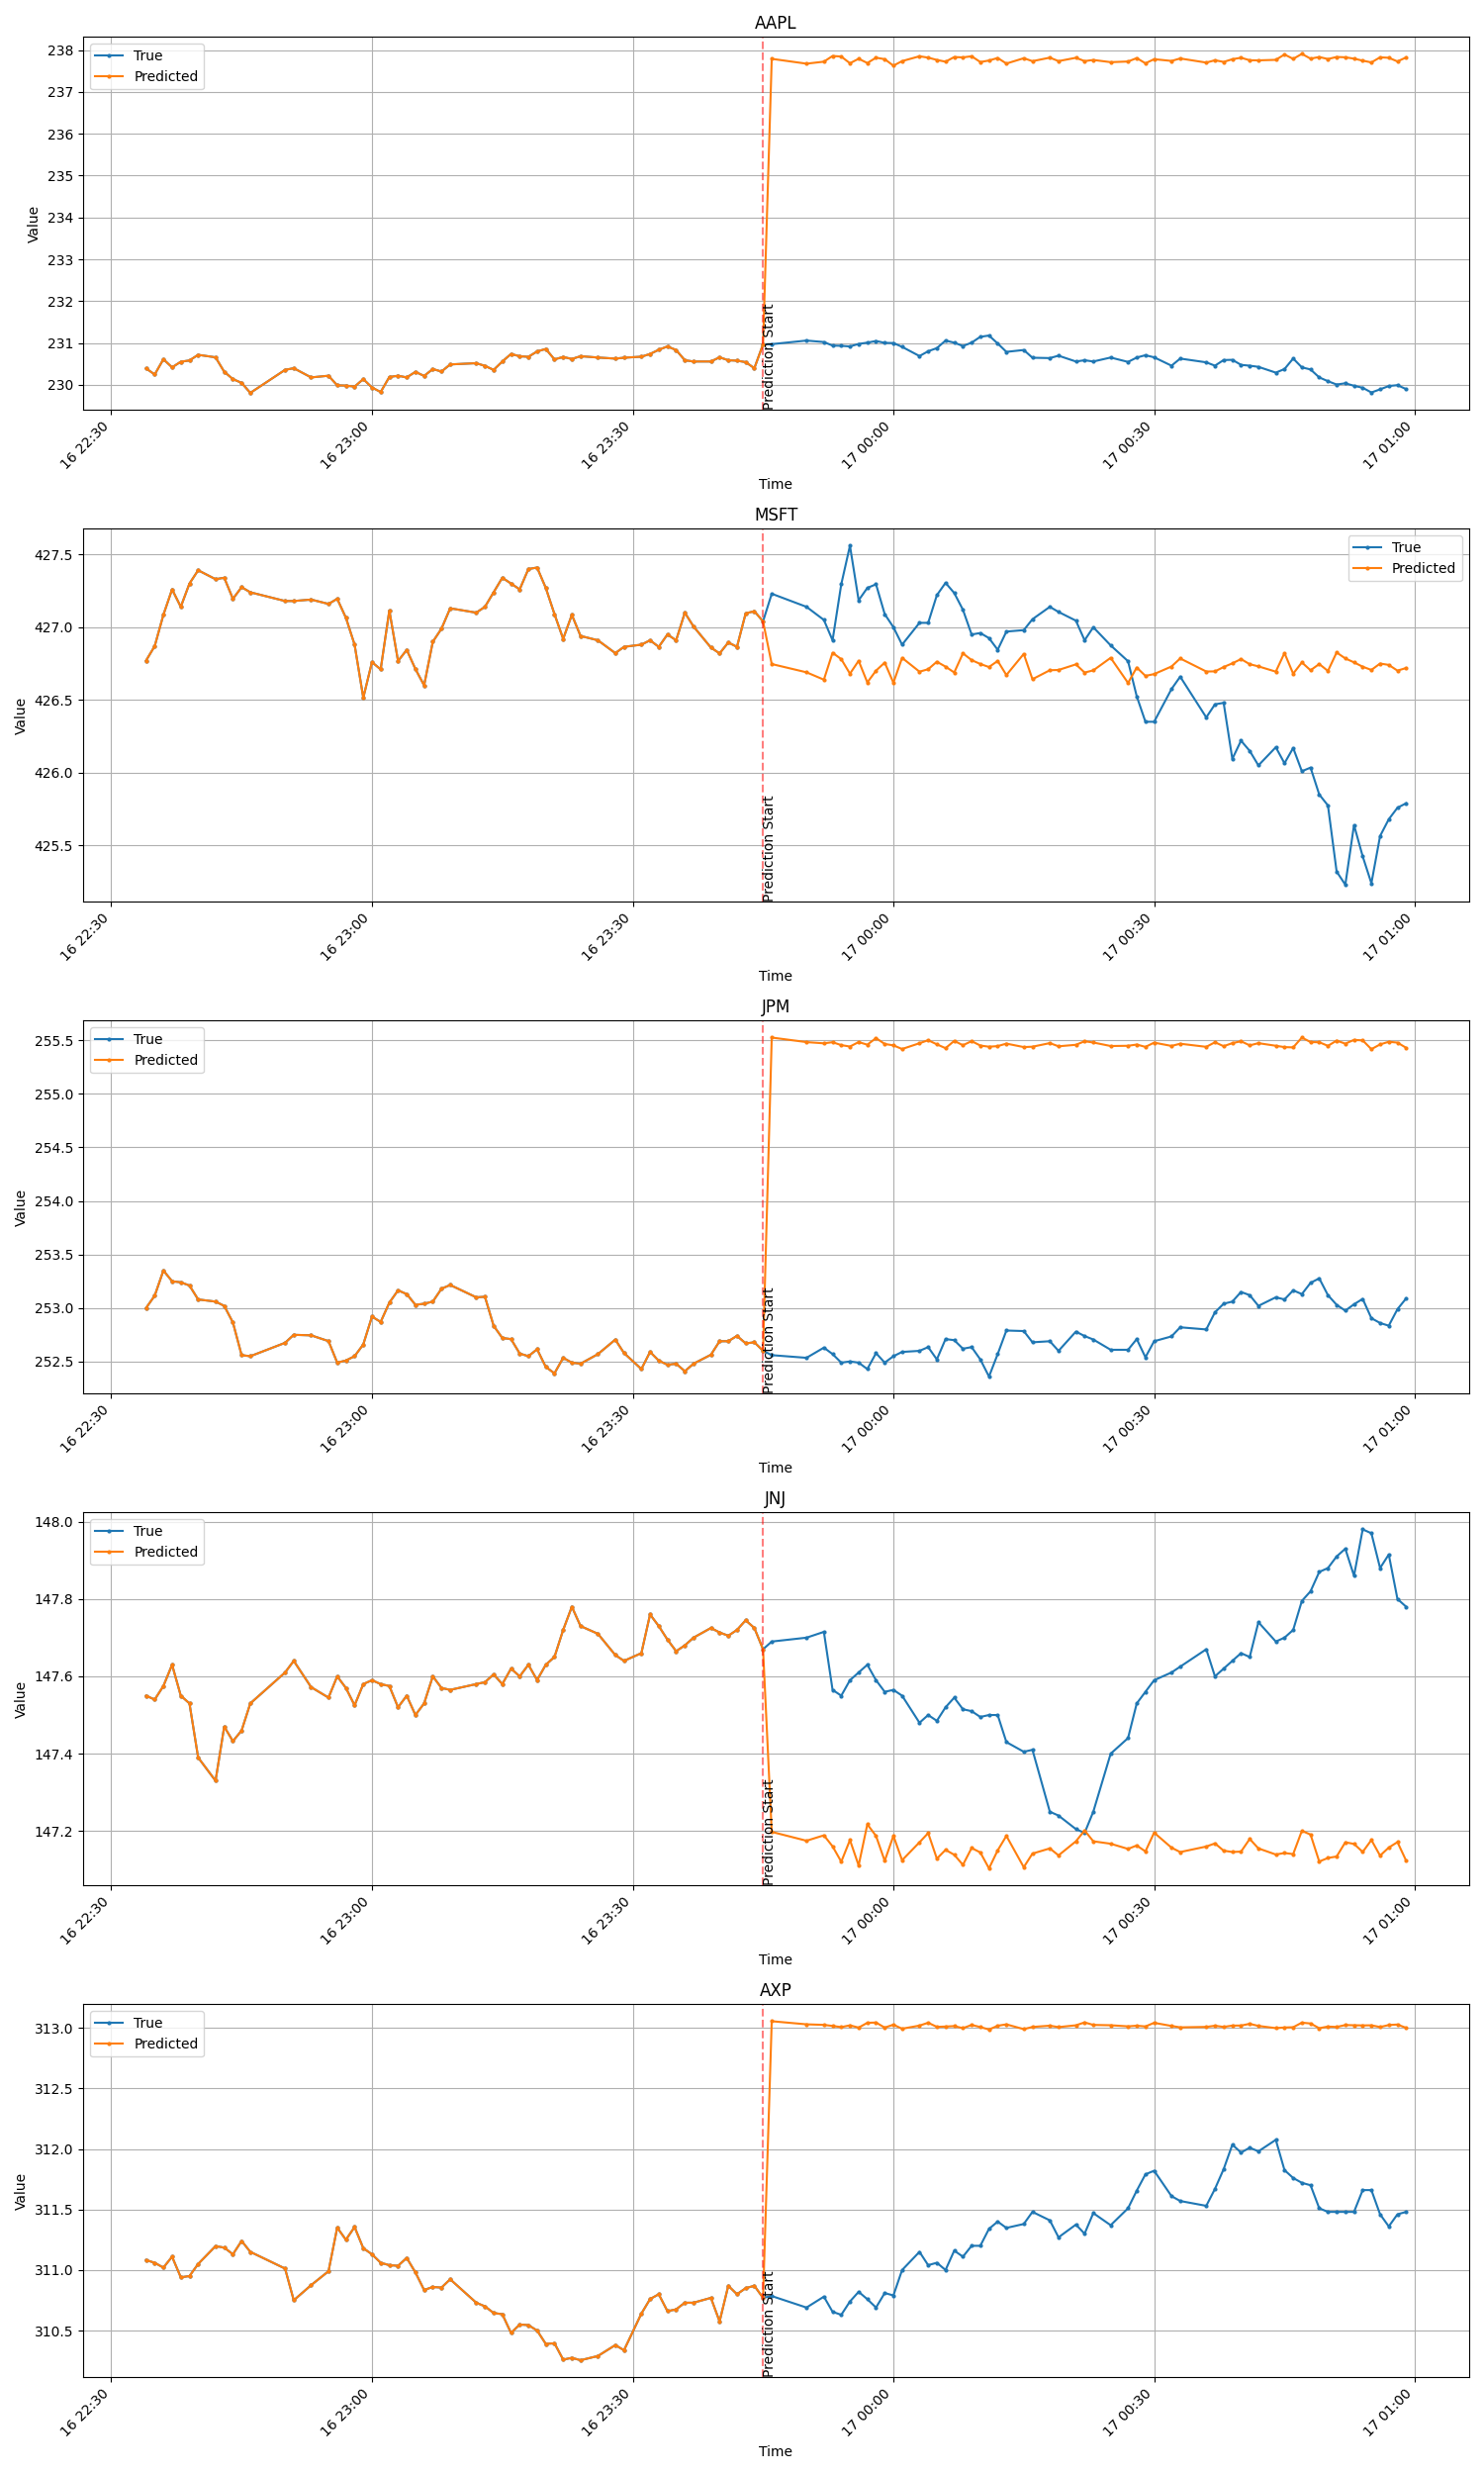 AAPL
True
Predicted
238
237
236
235
234
233
232
231
230
Value
Prediction Start
16 22:30
16 23:00
16 23:30
17 00:00
17 00:30
17 01:00
Time
MSFT
True
Predicted
427.5
427.0
426.5
426.0
425.5
Value
Prediction Start
16 22:30
16 23:00
16 23:30
17 00:00
17 00:30
17 01:00
Time
JPM
True
Predicted
255.5
255.0
254.5
254.0
253.5
253.0
252.5
Value
Prediction Start
16 22:30
16 23:00
16 23:30
17 00:00
17 00:30
17 01:00
Time
JNJ
True
Predicted
148.0
147.8
147.6
147.4
147.2
Value
Prediction Start
16 22:30
16 23:00
16 23:30
17 00:00
17 00:30
17 01:00
Time
AXP
True
Predicted
313.0
312.5
312.0
311.5
311.0
310.5
Value
Prediction Start
16 22:30
16 23:00
16 23:30
17 00:00
17 00:30
17 01:00
Time